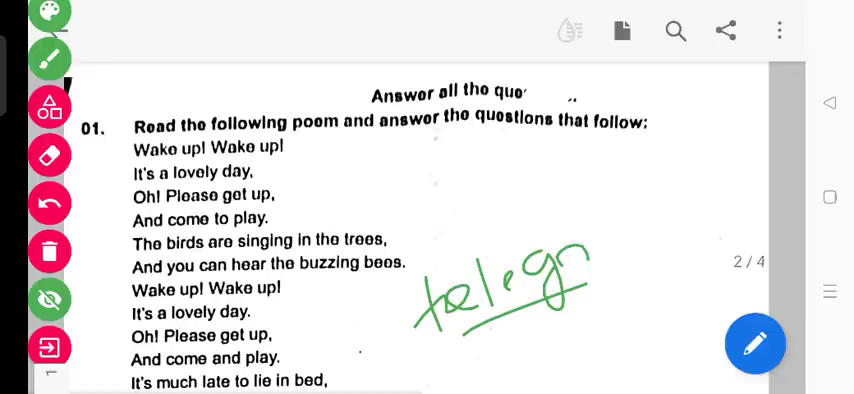 Answer all the que
01. Read the following poem and answer the questions that follow:
Wake up! Wake up!
It's a lovely day,
Oh! Please get up,
And come to play.
The birds are singing in the trees,
And you can hear the buzzing bees.
Wake up! Wake up!
It's a lovely day.
Oh! Please get up,
And come and play.
It's much late to lie in bed,
telegr
2 / 4